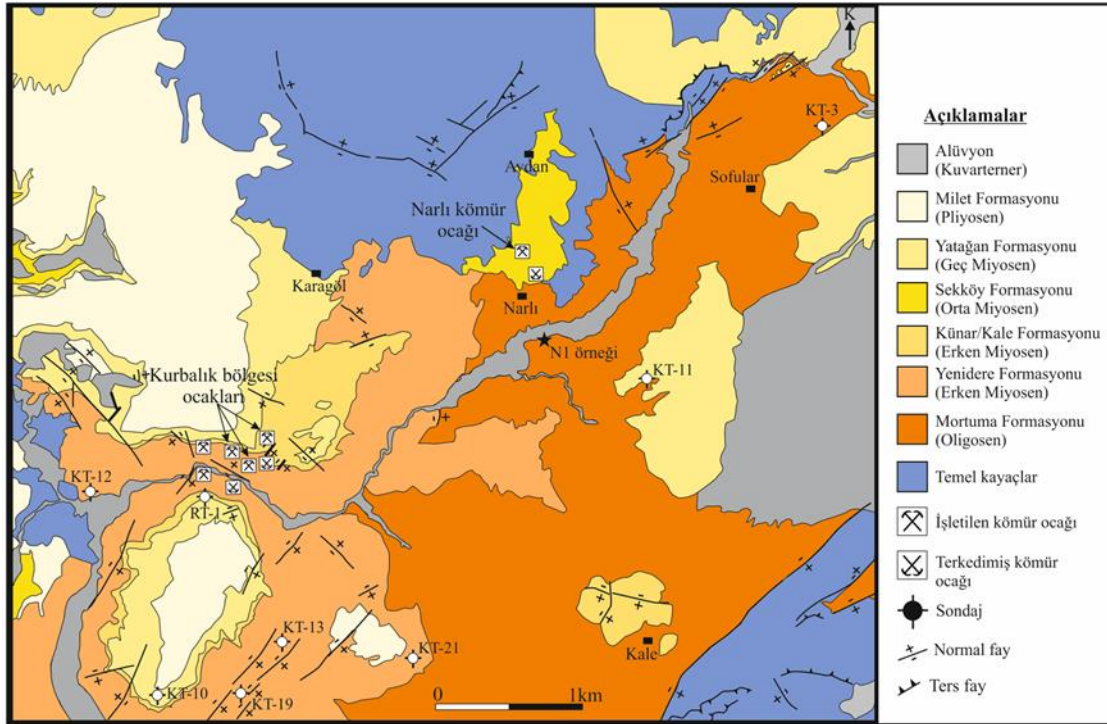 K
KT-3
Aydan
Sofular
Narlı kömür
ocağı
Karagöl
Narlı
N1 örneği
KT-11
Kurbalık bölgesi
ocakları
KT-12
RT-1
KT-13
KT-21
Kale
KT-10
KT-19
0
1km
Açıklamalar
Alüvyon
(Kuvarterner)
Milet Formasyonu
(Pliyosen)
Yatağan Formasyonu
(Geç Miyosen)
Sekköy Formasyonu
(Orta Miyosen)
Künar/Kale Formasyonu
(Erken Miyosen)
Yenidere Formasyonu
(Erken Miyosen)
Mortuma Formasyonu
(Oligosen)
Temel kayaçlar
İşletilen kömür ocağı
Terkedimiş kömür
ocağı
Sondaj
Normal fay
Ters fay